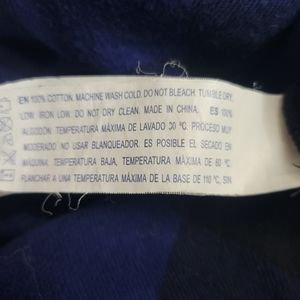 EN 100% COTTON. MACHINE WASH COLD. DO NOT BLEACH. TUMBLE DRY
LOW. IRON LOW. DO NOT DRY CLEAN. MADE IN CHINA. ES 100%
ALGODÓN. TEMPERATURA MÁXIMA DE LAVADO 30 ºC. PROCESO MUY
MODERADO. NO USAR BLANQUEADOR. ES POSIBLE EL SECADO EN
MÁQUINA. TEMPERATURA BAJA, TEMPERATURA MÁXIMA DE 60 ºC.
PLANCHAR A UNA TEMPERATURA MÁXIMA DE LA BASE DE 110 ºC, SIN